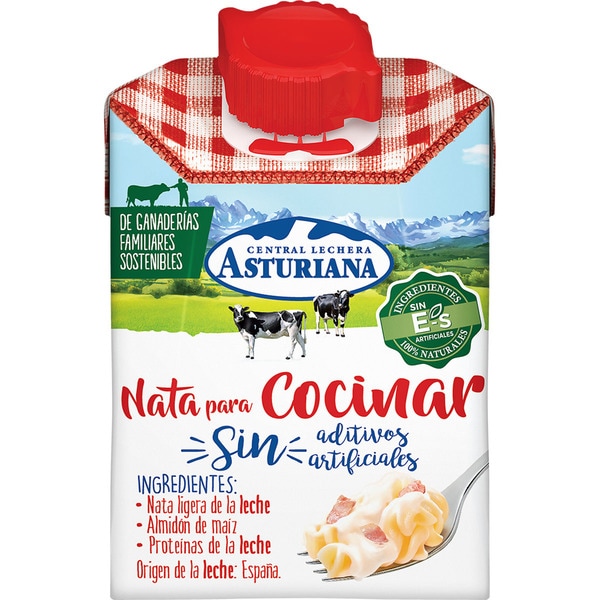 DE GANADERÍAS
FAMILIARES
SOSTENIBLES
CENTRAL LECHERA
ASTURIANA
INGREDIENTES
SIN
E-s
ARTIFICIALES
100% NATURALES
Nata para Cocinar
Sin aditivos
artificiales
INGREDIENTES:
• Nata ligera de la leche
• Almidón de maíz
• Proteínas de la leche
Origen de la leche: España.